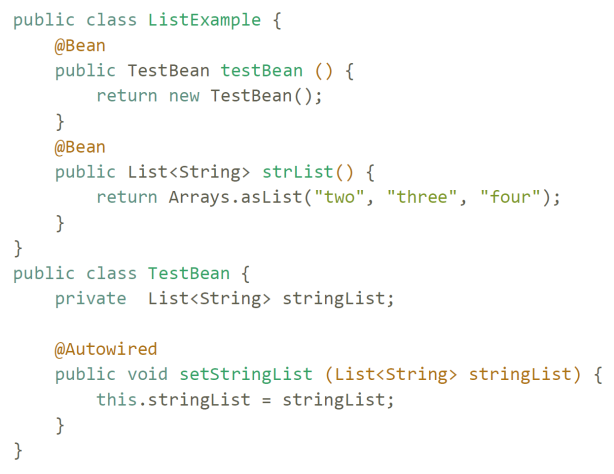 public class ListExample {
    @Bean
    public TestBean testBean () {
        return new TestBean();
    }
    @Bean
    public List<String> strList() {
        return Arrays.asList("two", "three", "four");
    }
}
public class TestBean {
    private  List<String> stringList;

    @Autowired
    public void setStringList (List<String> stringList) {
        this.stringList = stringList;
    }
}